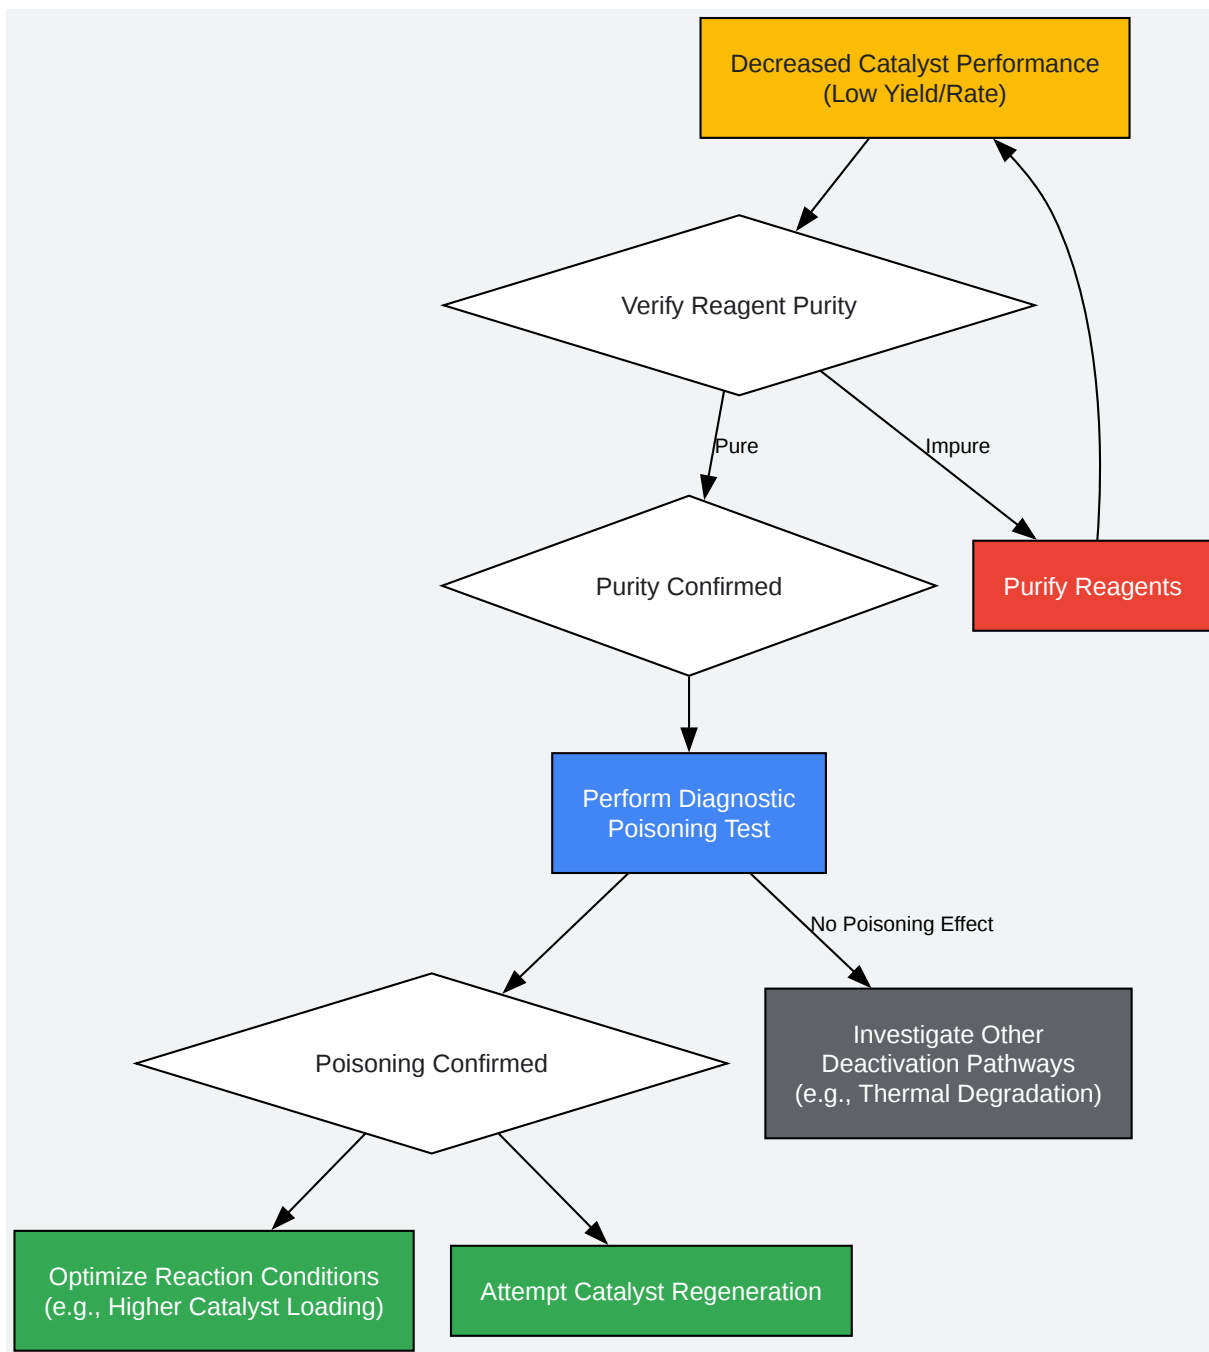 Decreased Catalyst Performance
(Low Yield/Rate)
Verify Reagent Purity
Pure
Impure
Purity Confirmed
Purify Reagents
Perform Diagnostic
Poisoning Test
No Poisoning Effect
Poisoning Confirmed
Investigate Other
Deactivation Pathways
(e.g., Thermal Degradation)
Optimize Reaction Conditions
(e.g., Higher Catalyst Loading)
Attempt Catalyst Regeneration